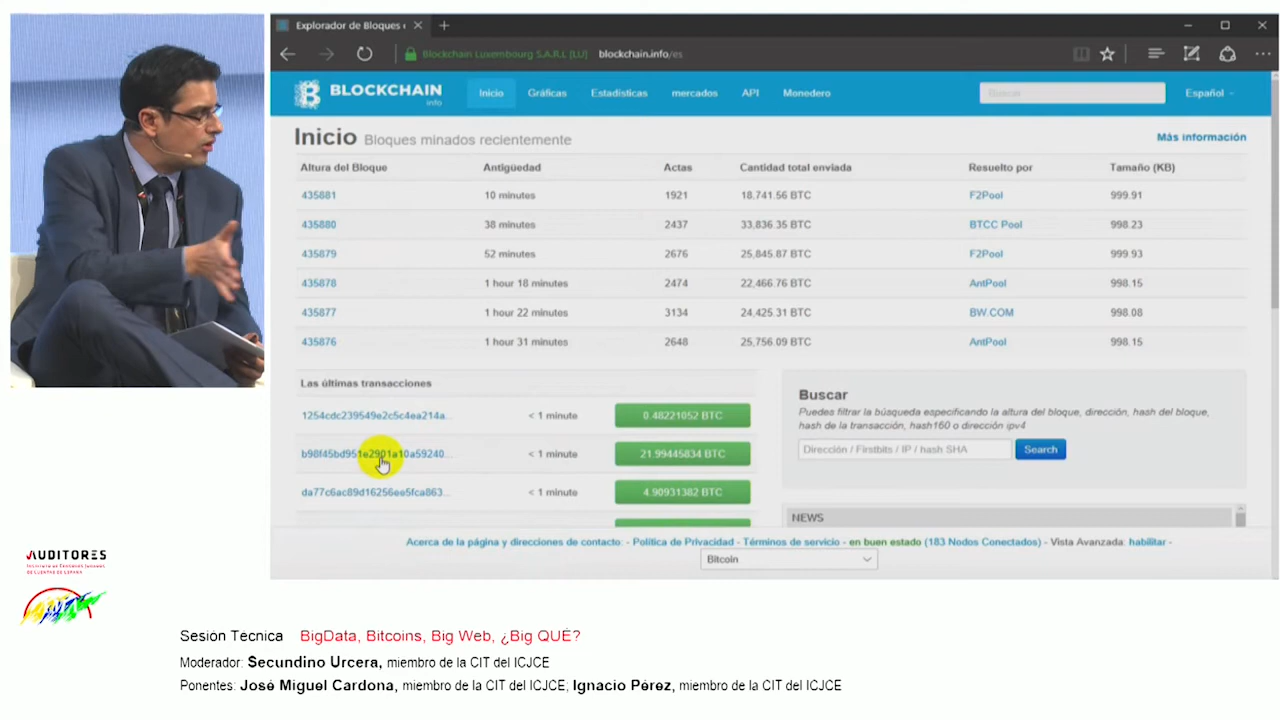 Explorador de Bloques
Blockchain Luxembourg S.A.R.L [LU] blockchain.info/es
BLOCKCHAIN
info
Inicio Gráficas Estadísticas mercados API Monedero Buscar Español
Inicio Bloques minados recientemente Más información
Altura del Bloque Antigüedad Actas Cantidad total enviada Resuelto por Tamaño (KB)
435881 10 minutes 1921 18,741.56 BTC F2Pool 999.91
435880 38 minutes 2437 33,836.35 BTC BTCC Pool 998.23
435879 52 minutes 2676 25,845.87 BTC F2Pool 999.93
435878 1 hour 18 minutes 2474 22,466.76 BTC AntPool 998.15
435877 1 hour 22 minutes 3134 24,425.31 BTC BW.COM 998.08
435876 1 hour 31 minutes 2648 25,756.09 BTC AntPool 998.15
Las últimas transacciones
1254cdc239549e2c5c4ea214a... < 1 minute 0.48221052 BTC
b98f45bd951e2901a10a59240... < 1 minute 21.99445834 BTC
da77c6ac89d16256ee5fca863... < 1 minute 4.90931382 BTC
Buscar
Puedes filtrar la búsqueda especificando la altura del bloque, dirección, hash del bloque,
hash de la transacción, hash160 o dirección ipv4
Dirección / Firstbits / IP / hash SHA Search
NEWS
Acerca de la página y direcciones de contacto: - Política de Privacidad - Términos de servicio - en buen estado (183 Nodos Conectados) - Vista Avanzada: habilitar -
Bitcoin
AUDITORES
Sesión Tecnica BigData, Bitcoins, Big Web, ¿Big QUÉ?
Moderador: Secundino Urcera, miembro de la CIT del ICJCE
Ponentes: José Miguel Cardona, miembro de la CIT del ICJCE; Ignacio Pérez, miembro de la CIT del ICJCE